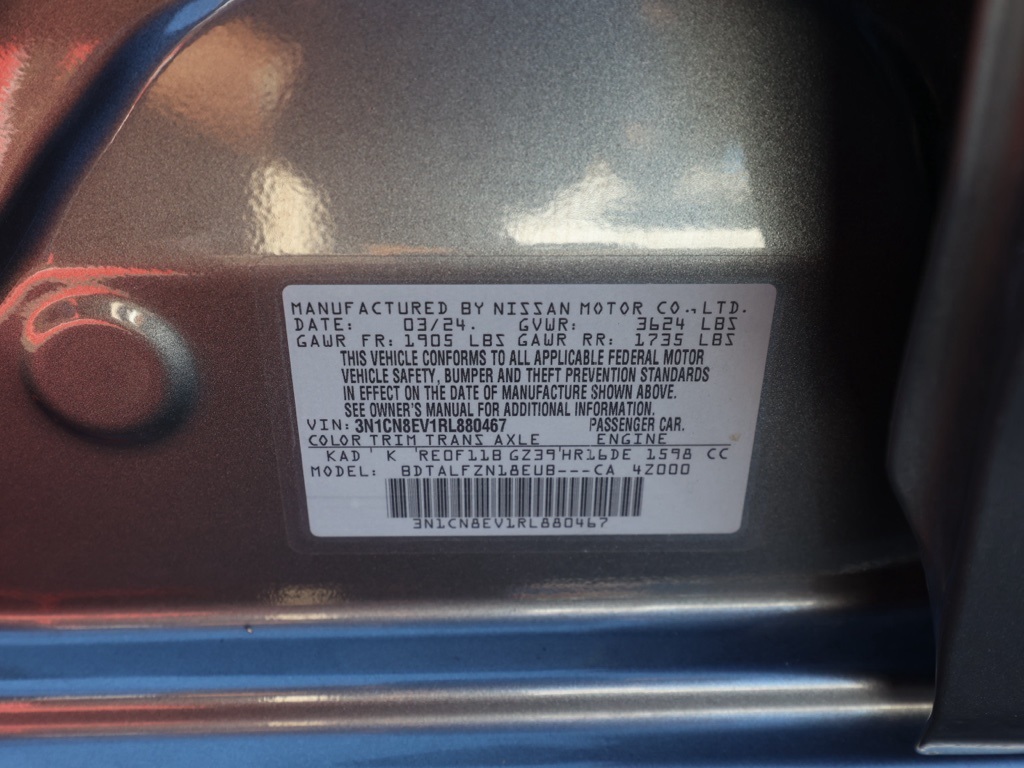 MANUFACTURED BY NISSAN MOTOR CO.,LTD.
DATE: 03/24. GVWR: 3624 LBS
GAWR FR: 1905 LBS GAWR RR: 1735 LBS
THIS VEHICLE CONFORMS TO ALL APPLICABLE FEDERAL MOTOR
VEHICLE SAFETY, BUMPER AND THEFT PREVENTION STANDARDS
IN EFFECT ON THE DATE OF MANUFACTURE SHOWN ABOVE.
SEE OWNER'S MANUAL FOR ADDITIONAL INFORMATION.
VIN: 3N1CN8EV1RL880467 PASSENGER CAR.
COLOR TRIM TRANS AXLE ENGINE
KAD ' K 'RE0F11B GZ39'HR16DE 1598 CC
MODEL: BDTALFZN18EUB---CA 4Z000
3N1CN8EV1RL880467